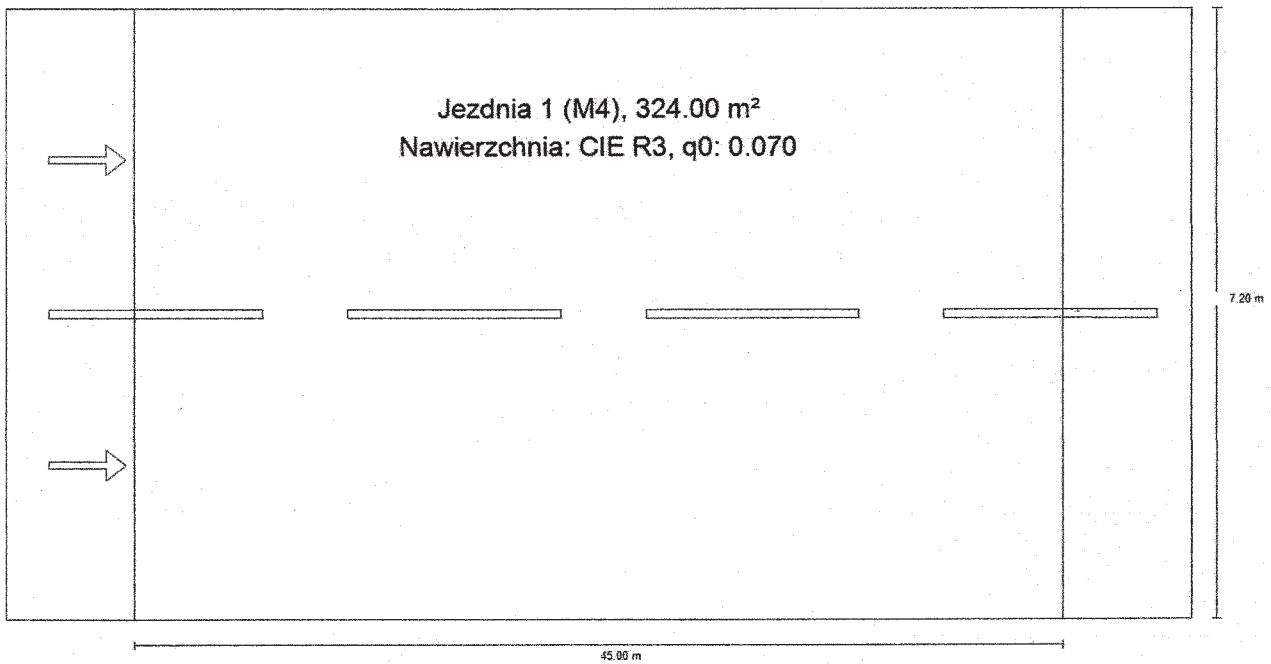 Jezdnia 1 (M4), 324.00 m²
Nawierzchnia: CIE R3, q0: 0.070
7.20 m
45.00 m